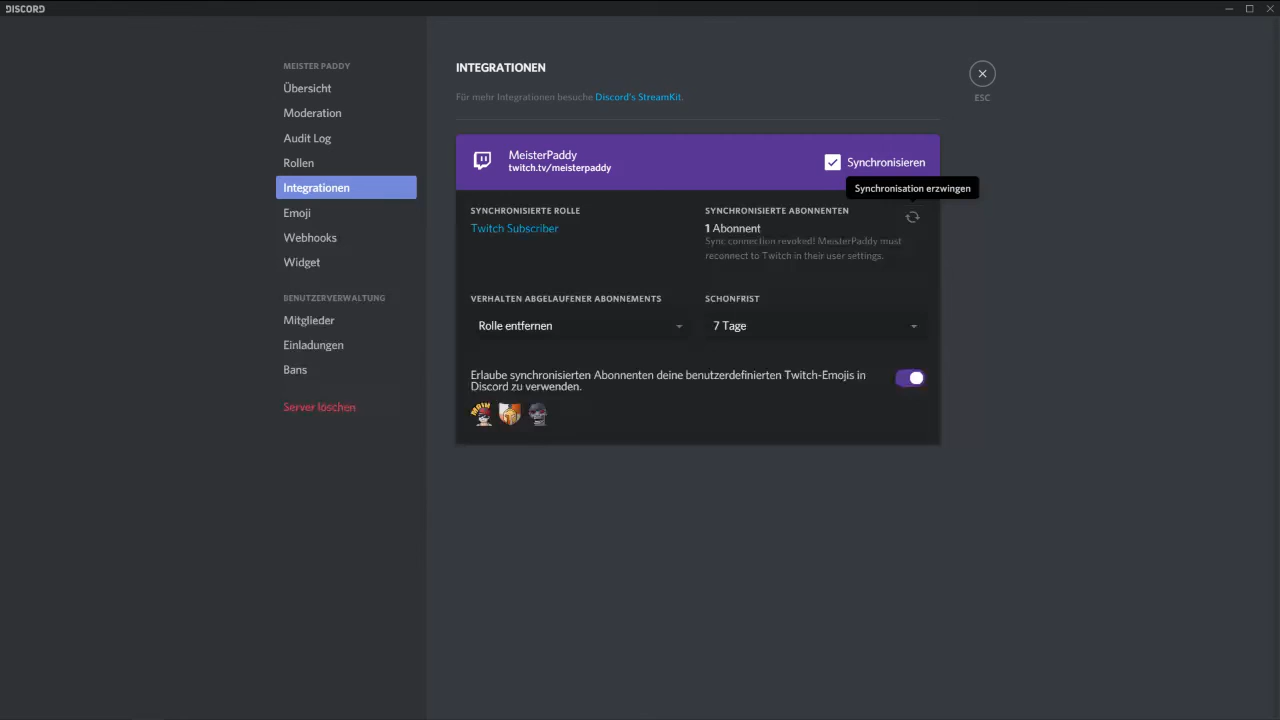 DISCORD
MEISTER PADDY
Übersicht
Moderation
Audit Log
Rollen
Integrationen
Emoji
Webhooks
Widget
BENUTZERVERWALTUNG
Mitglieder
Einladungen
Bans
Server löschen
INTEGRATIONEN
Für mehr Integrationen besuche Discord's StreamKit.
ESC
MeisterPaddy
twitch.tv/meisterpaddy
Synchronisieren
Synchronisation erzwingen
SYNCHRONISIERTE ROLLE
Twitch Subscriber
SYNCHRONISIERTE ABONNENTEN
1 Abonnent
Sync connection revoked! MeisterPaddy must
reconnect to Twitch in their user settings.
VERHALTEN ABGELAUFENER ABONNEMENTS
Rolle entfernen
SCHONFRIST
7 Tage
Erlaube synchronisierten Abonnenten deine benutzerdefinierten Twitch-Emojis in
Discord zu verwenden.
MOIN